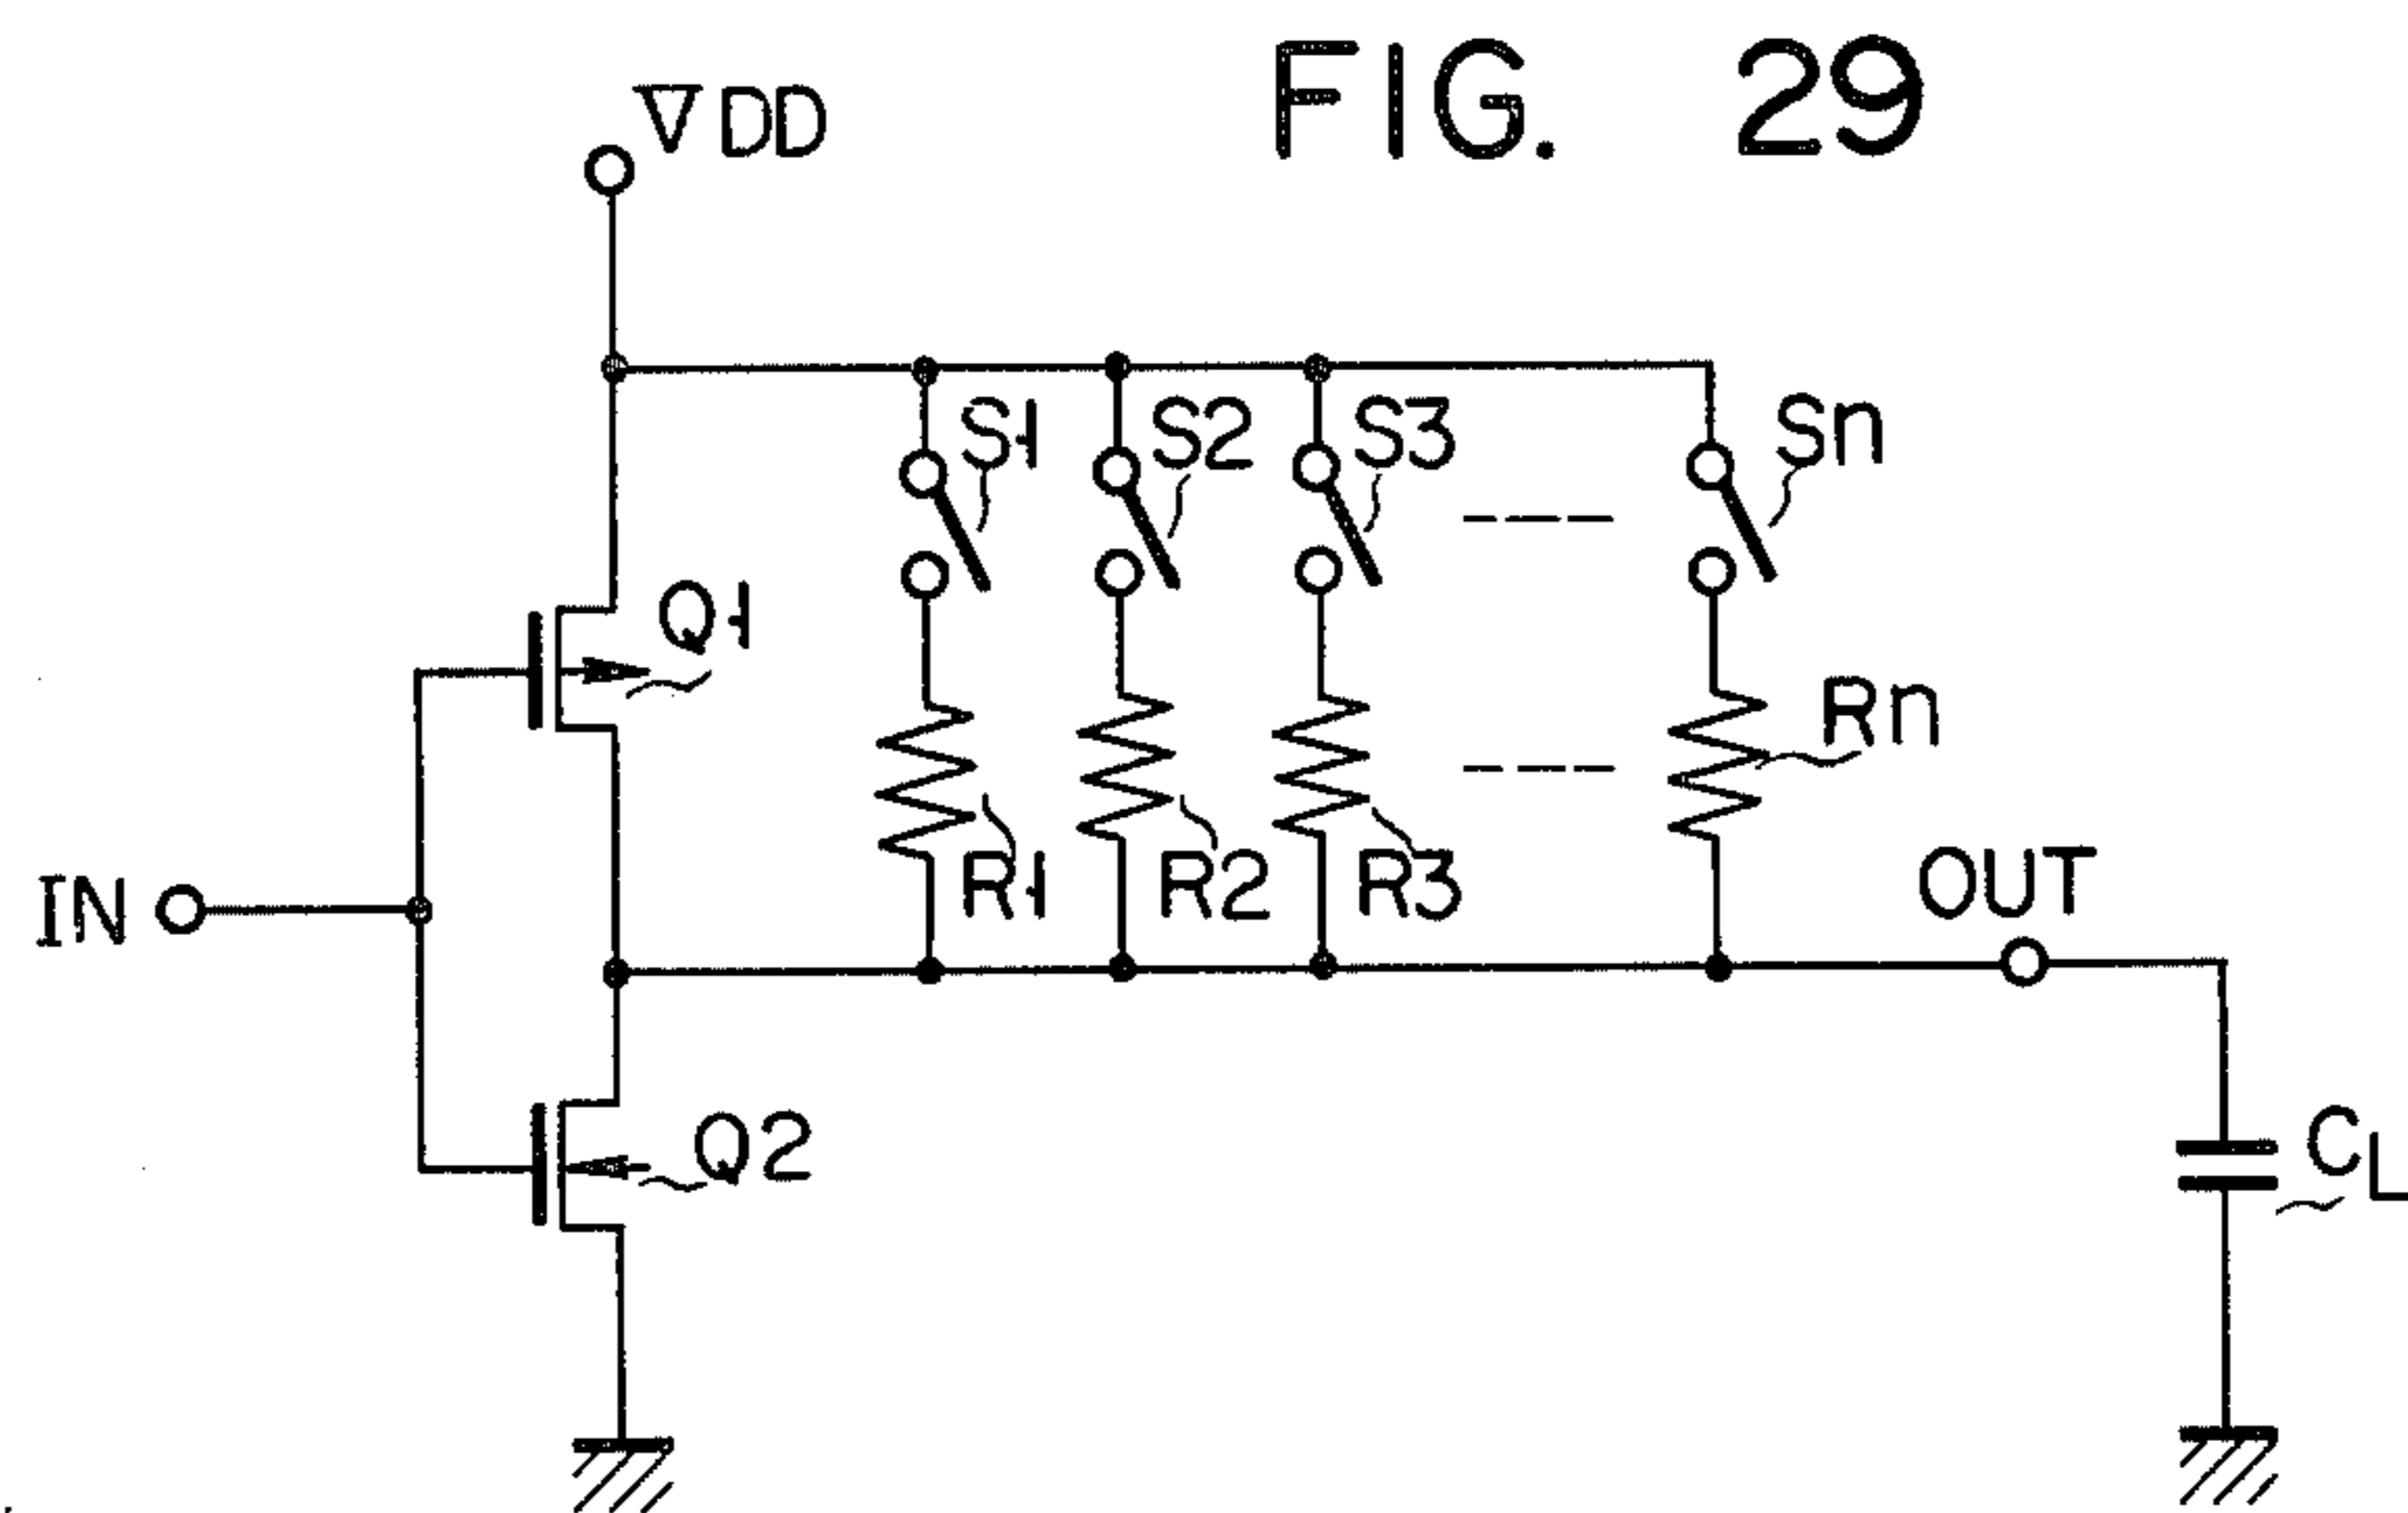 FIG. 29
VDD
S1 S2 S3 Sn
Q1
Rn
R1 R2 R3
IN
OUT
Q2
CL